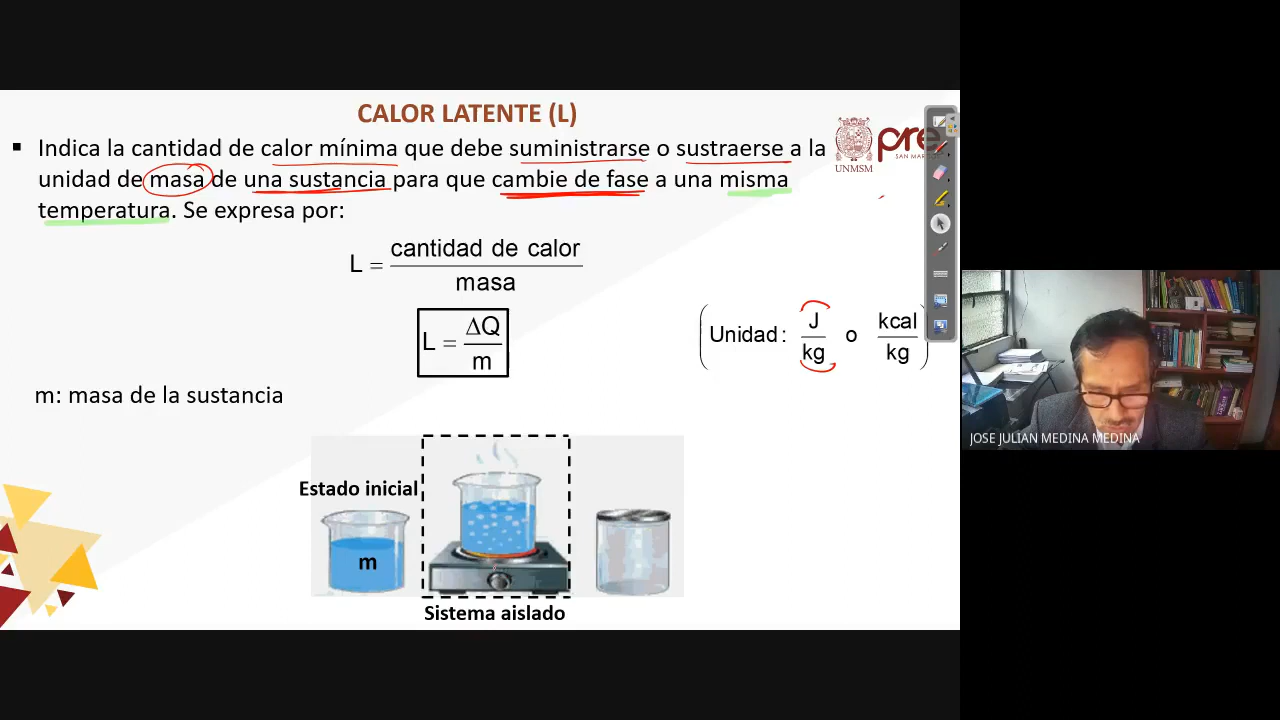 CALOR LATENTE (L)
▪ Indica la cantidad de calor mínima que debe suministrarse o sustraerse a la
unidad de masa de una sustancia para que cambie de fase a una misma
temperatura. Se expresa por:
UNMSM
pre
SAN MARCOS
L = cantidad de calor
masa
L = ΔQ
m
(Unidad: J/kg o kcal/kg)
m: masa de la sustancia
Estado inicial
m
Sistema aislado
JOSE JULIAN MEDINA MEDINA